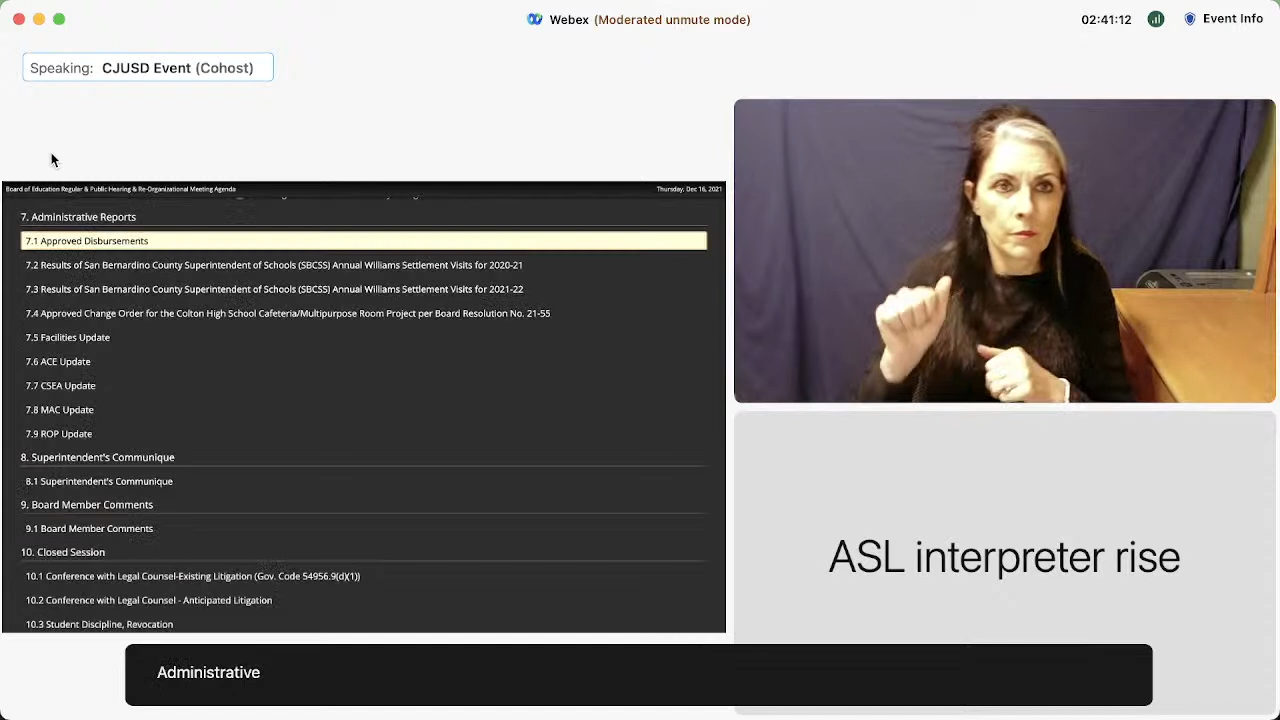 Webex (Moderated unmute mode)
02:41:12
Event Info
Speaking: CJUSD Event (Cohost)
Board of Education Regular & Public Hearing & Re-Organizational Meeting Agenda
Thursday, Dec 16, 2021
7. Administrative Reports
7.1 Approved Disbursements
7.2 Results of San Bernardino County Superintendent of Schools (SBCSS) Annual Williams Settlement Visits for 2020-21
7.3 Results of San Bernardino County Superintendent of Schools (SBCSS) Annual Williams Settlement Visits for 2021-22
7.4 Approved Change Order for the Colton High School Cafeteria/Multipurpose Room Project per Board Resolution No. 21-55
7.5 Facilities Update
7.6 ACE Update
7.7 CSEA Update
7.8 MAC Update
7.9 ROP Update
8. Superintendent's Communique
8.1 Superintendent's Communique
9. Board Member Comments
9.1 Board Member Comments
10. Closed Session
10.1 Conference with Legal Counsel-Existing Litigation (Gov. Code 54956.9(d)(1))
10.2 Conference with Legal Counsel - Anticipated Litigation
10.3 Student Discipline, Revocation
ASL interpreter rise
Administrative